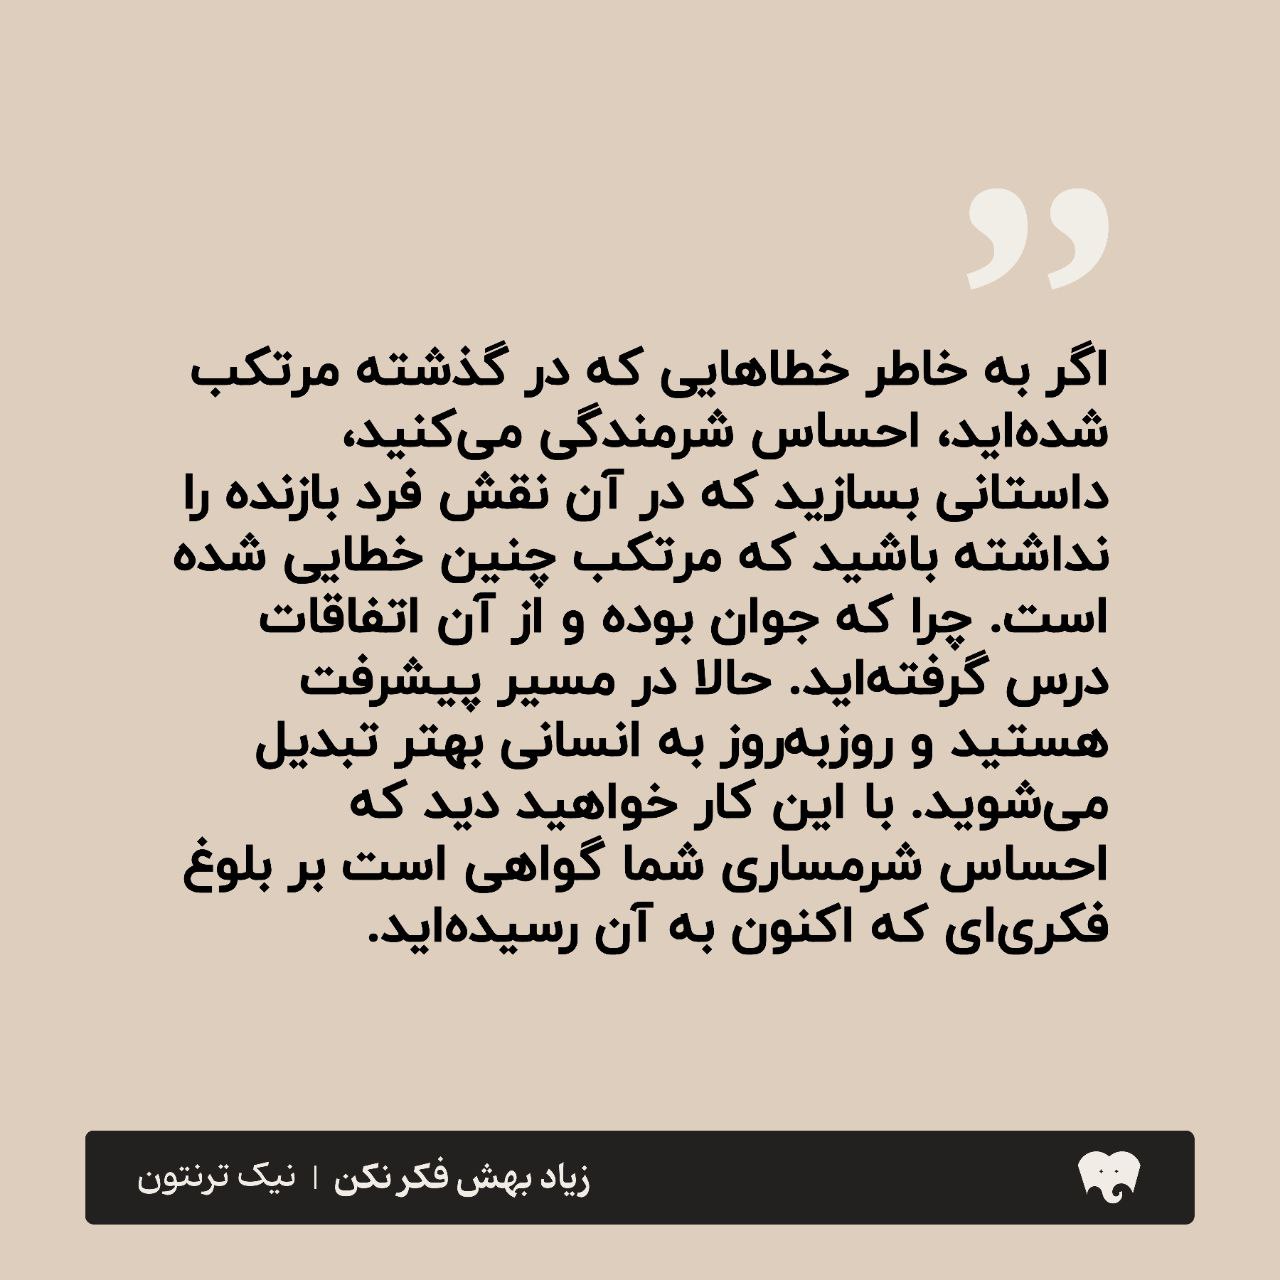 ”
اگر به خاطر خطاهایی که در گذشته مرتکب
شده‌اید، احساس شرمندگی می‌کنید،
داستانی بسازید که در آن نقش فرد بازنده را
نداشته باشید که مرتکب چنین خطایی شده
است. چرا که جوان بوده و از آن اتفاقات
درس گرفته‌اید. حالا در مسیر پیشرفت
هستید و روزبه‌روز به انسانی بهتر تبدیل
می‌شوید. با این کار خواهید دید که
احساس شرمساری شما گواهی است بر بلوغ
فکری‌ای که اکنون به آن رسیده‌اید.
زیاد بهش فکر نکن | نیک ترنتون